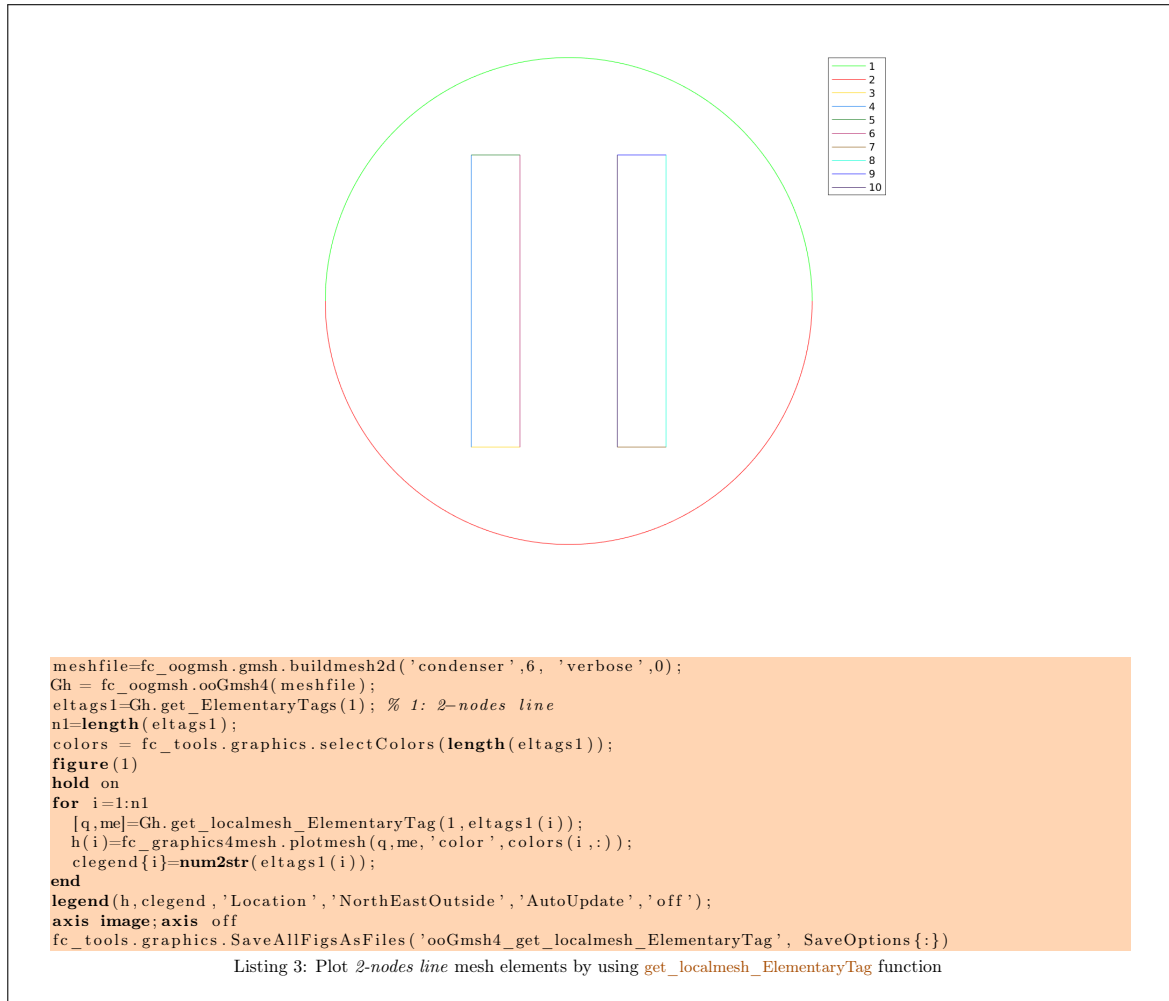 1
2
3
4
5
6
7
8
9
10
meshfile=fc_oogmsh.gmsh.buildmesh2d('condenser',6, 'verbose',0);
Gh = fc_oogmsh.ooGmsh4(meshfile);
eltags1=Gh.get_ElementaryTags(1); % 1: 2−nodes line
n1=length(eltags1);
colors = fc_tools.graphics.selectColors(length(eltags1));
figure(1)
hold on
for i=1:n1
[q,me]=Gh.get_localmesh_ElementaryTag(1,eltags1(i));
h(i)=fc_graphics4mesh.plotmesh(q,me,'color',colors(i,:));
clegend{i}=num2str(eltags1(i));
end
legend(h,clegend,'Location','NorthEastOutside','AutoUpdate','off');
axis image;axis off
fc_tools.graphics.SaveAllFigsAsFiles('ooGmsh4_get_localmesh_ElementaryTag', SaveOptions{:})
Listing 3: Plot 2-nodes line mesh elements by using get_localmesh_ElementaryTag function